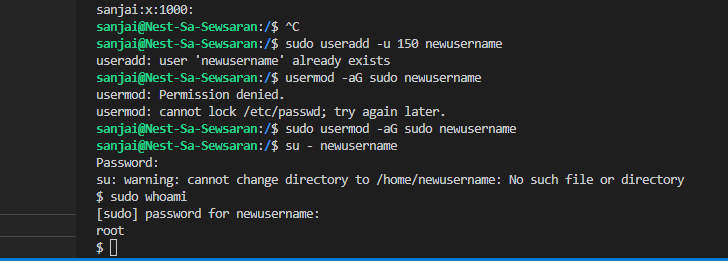 sanjai:x:1000:
sanjai@Nest-Sa-Sewsaran:/$ ^C
sanjai@Nest-Sa-Sewsaran:/$ sudo useradd -u 150 newusername
useradd: user 'newusername' already exists
sanjai@Nest-Sa-Sewsaran:/$ usermod -aG sudo newusername
usermod: Permission denied.
usermod: cannot lock /etc/passwd; try again later.
sanjai@Nest-Sa-Sewsaran:/$ sudo usermod -aG sudo newusername
sanjai@Nest-Sa-Sewsaran:/$ su - newusername
Password:
su: warning: cannot change directory to /home/newusername: No such file or directory
$ sudo whoami
[sudo] password for newusername:
root
$